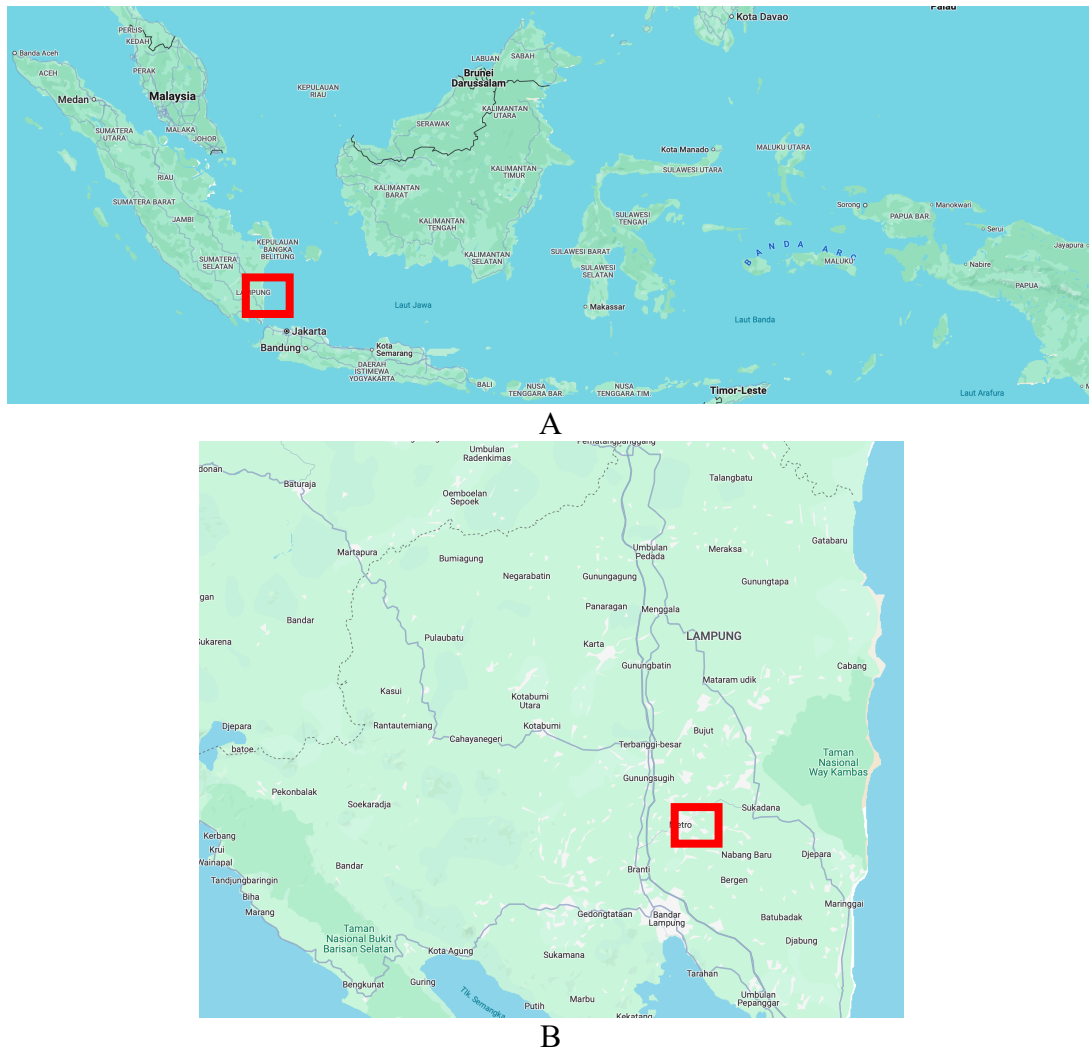 Palau
Kota Davao
PERLIS
KEDAH
Banda Aceh
ACEH
PERAK
LABUAN
SABAH
Brunei
Darussalam
KEPULAUAN
RIAU
Medan
Malaysia
KALIMANTAN
UTARA
SERAWAK
SUMATERA
UTARA
MALAKA
JOHOR
Kota Manado
MALUKU UTARA
SULAWESI UTARA
RIAU
KALIMANTAN
TIMUR
KALIMANTAN
BARAT
SUMATERA BARAT
Sorong
Manokwari
PAPUA BAR
JAMBI
SULAWESI
TENGAH
KALIMANTAN
TENGAH
Serui
KEPULAUAN
BANGKA
BELITUNG
SULAWESI BARAT
BANDA ARC
Jayapura
SUMATERA
SELATAN
KALIMANTAN
SELATAN
SULAWESI
SELATAN
MALUKU
Nabire
PAPUA
LAMPUNG
Laut Jawa
Makassar
Laut Banda
Jakarta
Bandung
Kota
Semarang
DAERAH
ISTIMEWA
YOGYAKARTA
BALI
NUSA
TENGGARA BAR
NUSA
TENGGARA TIM.
Timor-Leste
Laut Arafura
A
Pematangpanggang
Umbulan
Radenkimas
donan
Baturaja
Talangbatu
Oemboelan
Sepoek
Martapura
Bumiagung
Umbulan
Pedada
Meraksa
Gatabaru
Negarabatin
Gunungagung
Gunungtapa
gan
Panaragan
Menggala
Bandar
ukarena
Pulaubatu
Karta
LAMPUNG
Gunungbatin
Cabang
Mataram udik
Kasui
Kotabumi
Utara
Djepara
Rantautemiang
Kotabumi
Cahayanegeri
Bujut
batoe.
Terbanggi-besar
Taman
Nasional
Way Kambas
Gunungsugih
Pekonbalak
Soekaradja
Sukadana
Metro
Kerbang
Krui
Wainapal
Nabang Baru
Djepara
Bandar
Branti
Tandjungbaringin
Bergen
Biha
Marang
Maringgai
Gedongtataan
Bandar
Lampung
Batubadak
Taman
Nasional Bukit
Barisan Selatan
Djabung
Kota Agung
Sukamana
Tarahan
Bengkunat
Guring
Tlk. Semangka
Putih
Marbu
Umbulan
Pepanggar
Kekatang
B